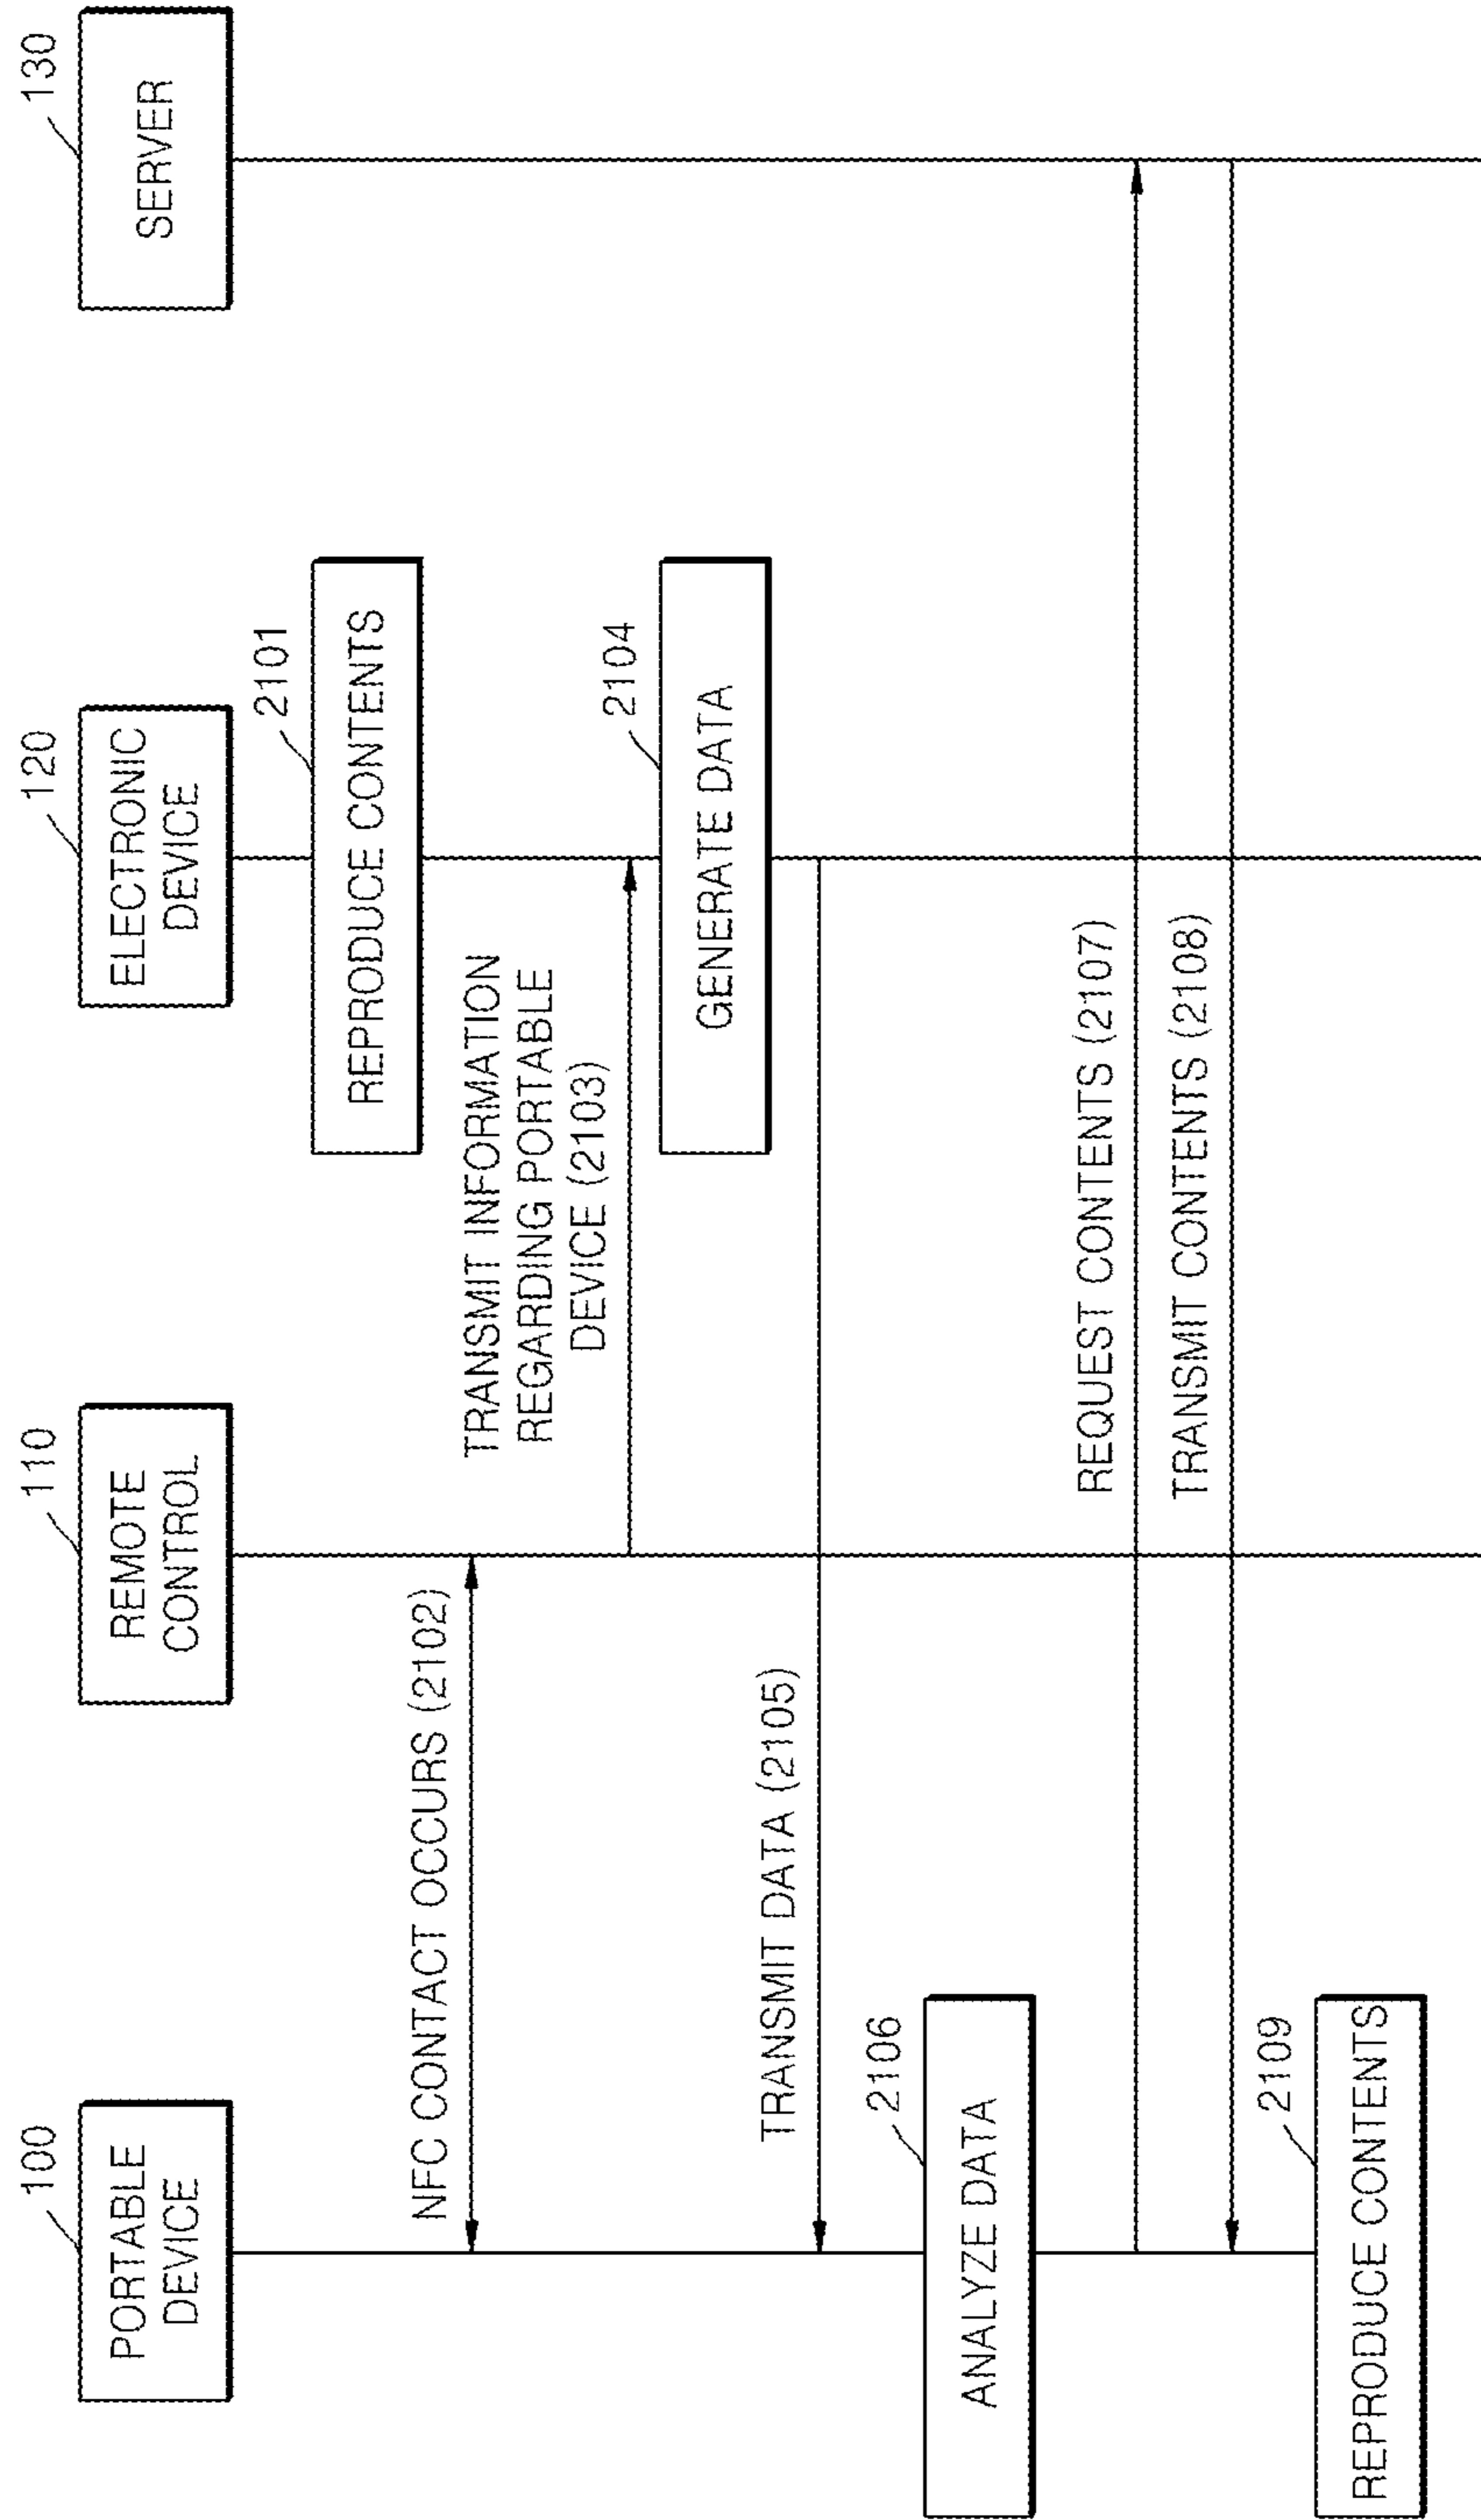 100
PORTABLE
DEVICE
110
REMOTE
CONTROL
120
ELECTRONIC
DEVICE
130
SERVER
2101
REPRODUCE CONTENTS
NFC CONTACT OCCURS (2102)
TRANSMIT INFORMATION
REGARDING PORTABLE
DEVICE (2103)
2104
GENERATE DATA
TRANSMIT DATA (2105)
2106
ANALYZE DATA
REQUEST CONTENTS (2107)
TRANSMIT CONTENTS (2108)
2109
REPRODUCE CONTENTS